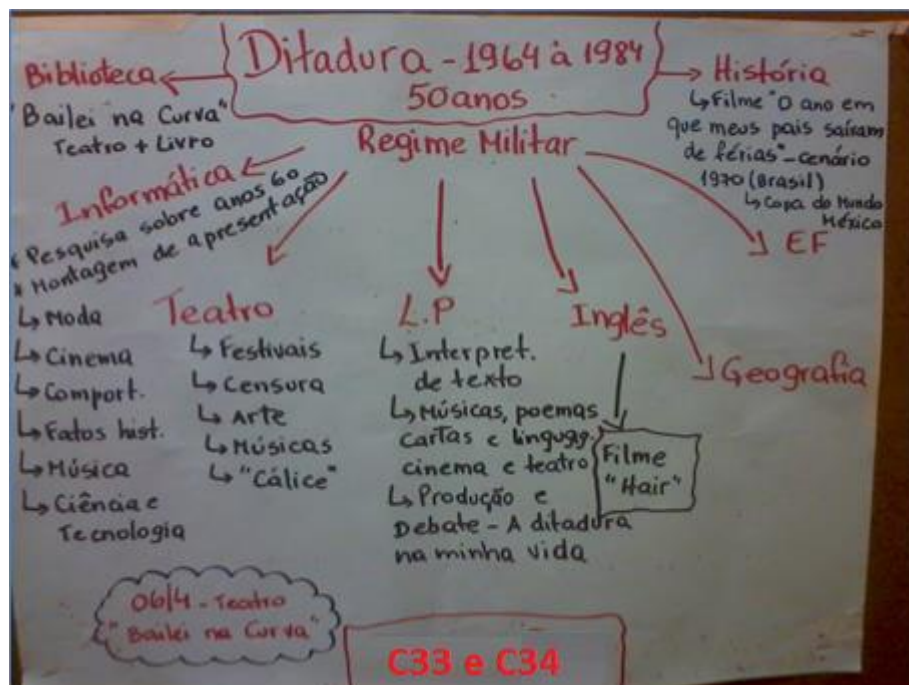 Ditadura - 1964 à 1984
50 anos
Regime Militar
Biblioteca
"Bailei na Curva"
Teatro + Livro
Informática
* Pesquisa sobre anos 60
* Montagem de apresentação
↳ Moda
↳ Cinema
↳ Comport.
↳ Fatos hist.
↳ Música
↳ Ciência e
Tecnologia
Teatro
↳ Festivais
↳ Censura
↳ Arte
↳ Músicas
↳ "Cálice"
L.P
↳ Interpret.
de texto
↳ Músicas, poemas
cartas e lingugg.
cinema e teatro
↳ Produção e
Debate - A ditadura
na minha vida
Inglês
Filme
"Hair"
Geografia
EF
História
↳ Filme "O ano em
que meus pais saíram
de férias" - cenário
1970 (Brasil)
↳ Copa do Mundo
México
06/4 - Teatro
"Bailei na Curva"
C33 e C34